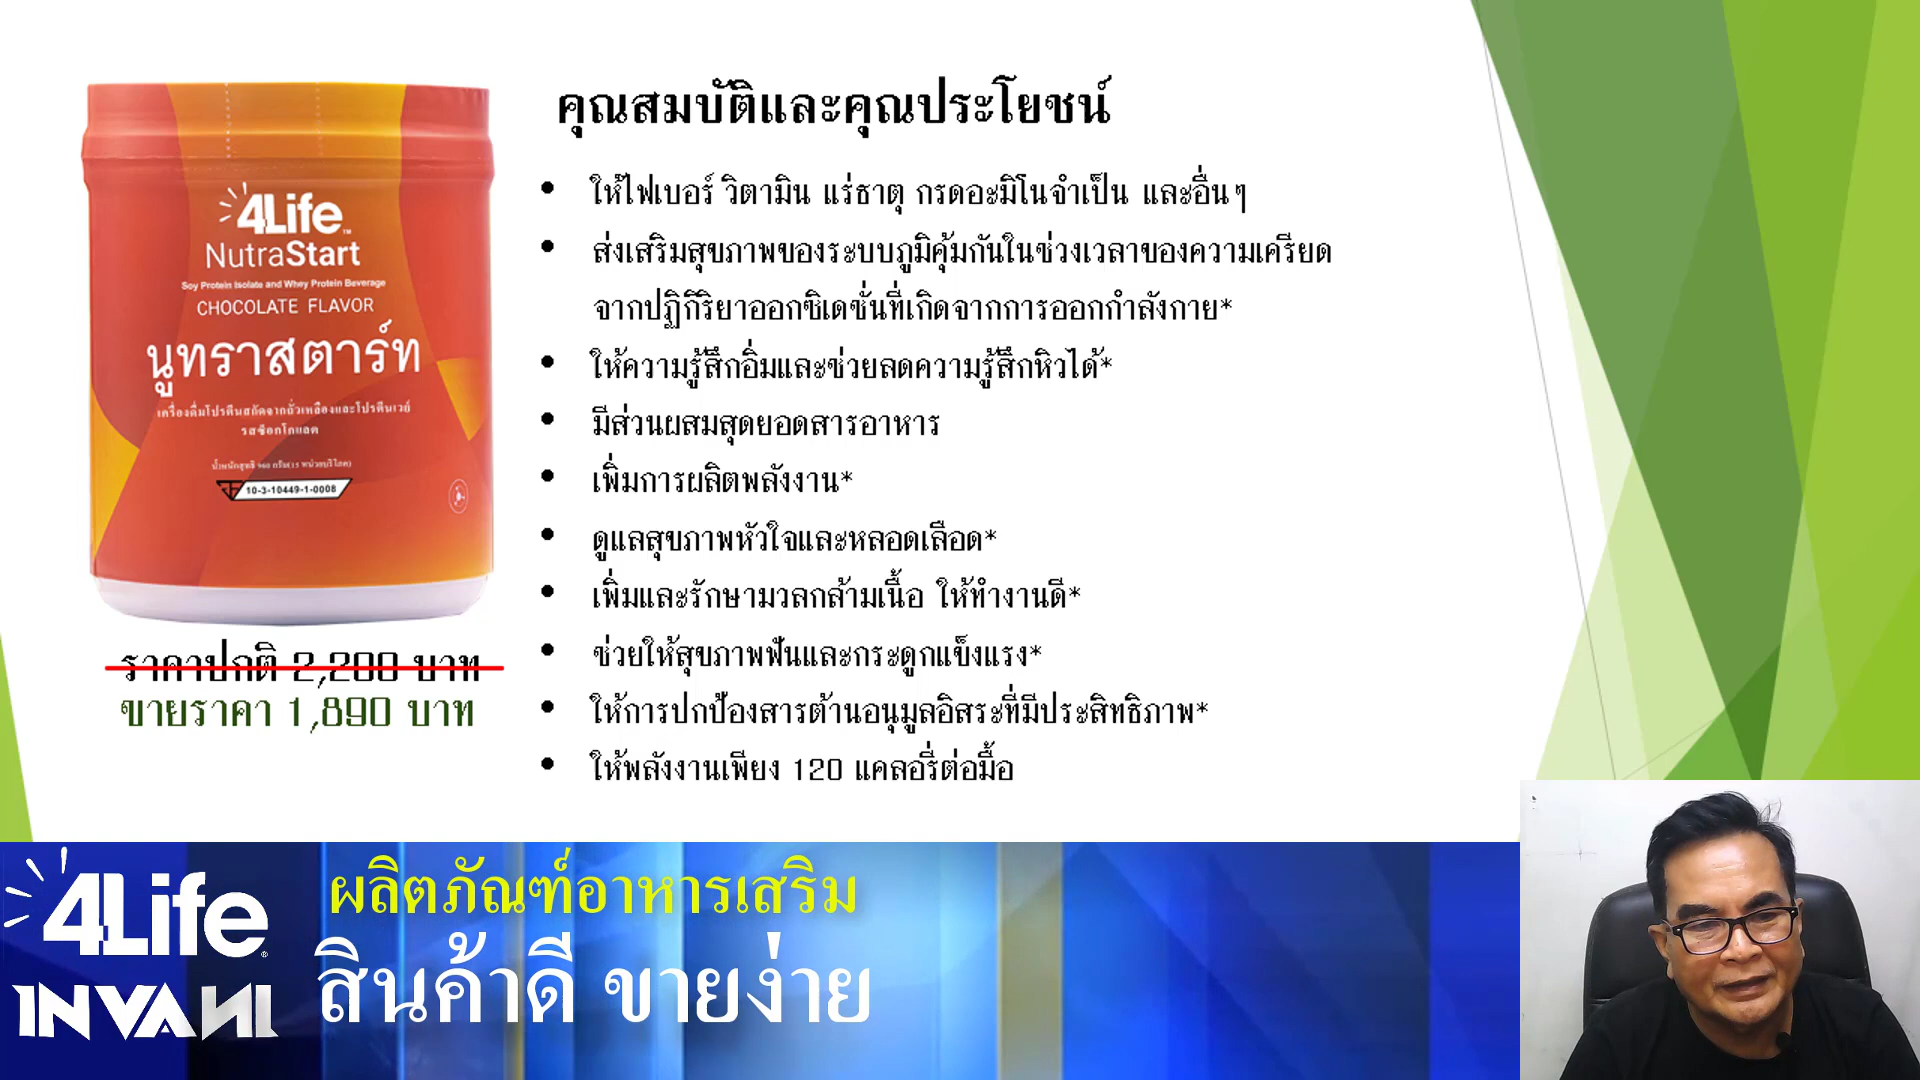 คุณสมบัติและคุณประโยชน์
4Life™
NutraStart
Soy Protein Isolate and Whey Protein Beverage
CHOCOLATE FLAVOR
นูทราสตาร์ท
เครื่องดื่มโปรตีนสกัดจากถั่วเหลืองและโปรตีนเวย์
รสช็อกโกแลต
น้ำหนักสุทธิ 960 กรัม(15 หน่วยบริโภค)
10-3-10449-1-0008
ราคาปกติ 2,200 บาท
ขายราคา 1,890 บาท
• ให้ไฟเบอร์ วิตามิน แร่ธาตุ กรดอะมิโนจำเป็น และอื่นๆ
• ส่งเสริมสุขภาพของระบบภูมิคุ้มกันในช่วงเวลาของความเครียด
จากปฏิกิริยาออกซิเดชั่นที่เกิดจากการออกกำลังกาย*
• ให้ความรู้สึกอิ่มและช่วยลดความรู้สึกหิวได้*
• มีส่วนผสมสุดยอดสารอาหาร
• เพิ่มการผลิตพลังงาน*
• ดูแลสุขภาพหัวใจและหลอดเลือด*
• เพิ่มและรักษามวลกล้ามเนื้อ ให้ทำงานดี*
• ช่วยให้สุขภาพฟันและกระดูกแข็งแรง*
• ให้การปกป้องสารต้านอนุมูลอิสระที่มีประสิทธิภาพ*
• ให้พลังงานเพียง 120 แคลอรี่ต่อมื้อ
4Life®
INVANI
ผลิตภัณฑ์อาหารเสริม
สินค้าดี ขายง่าย